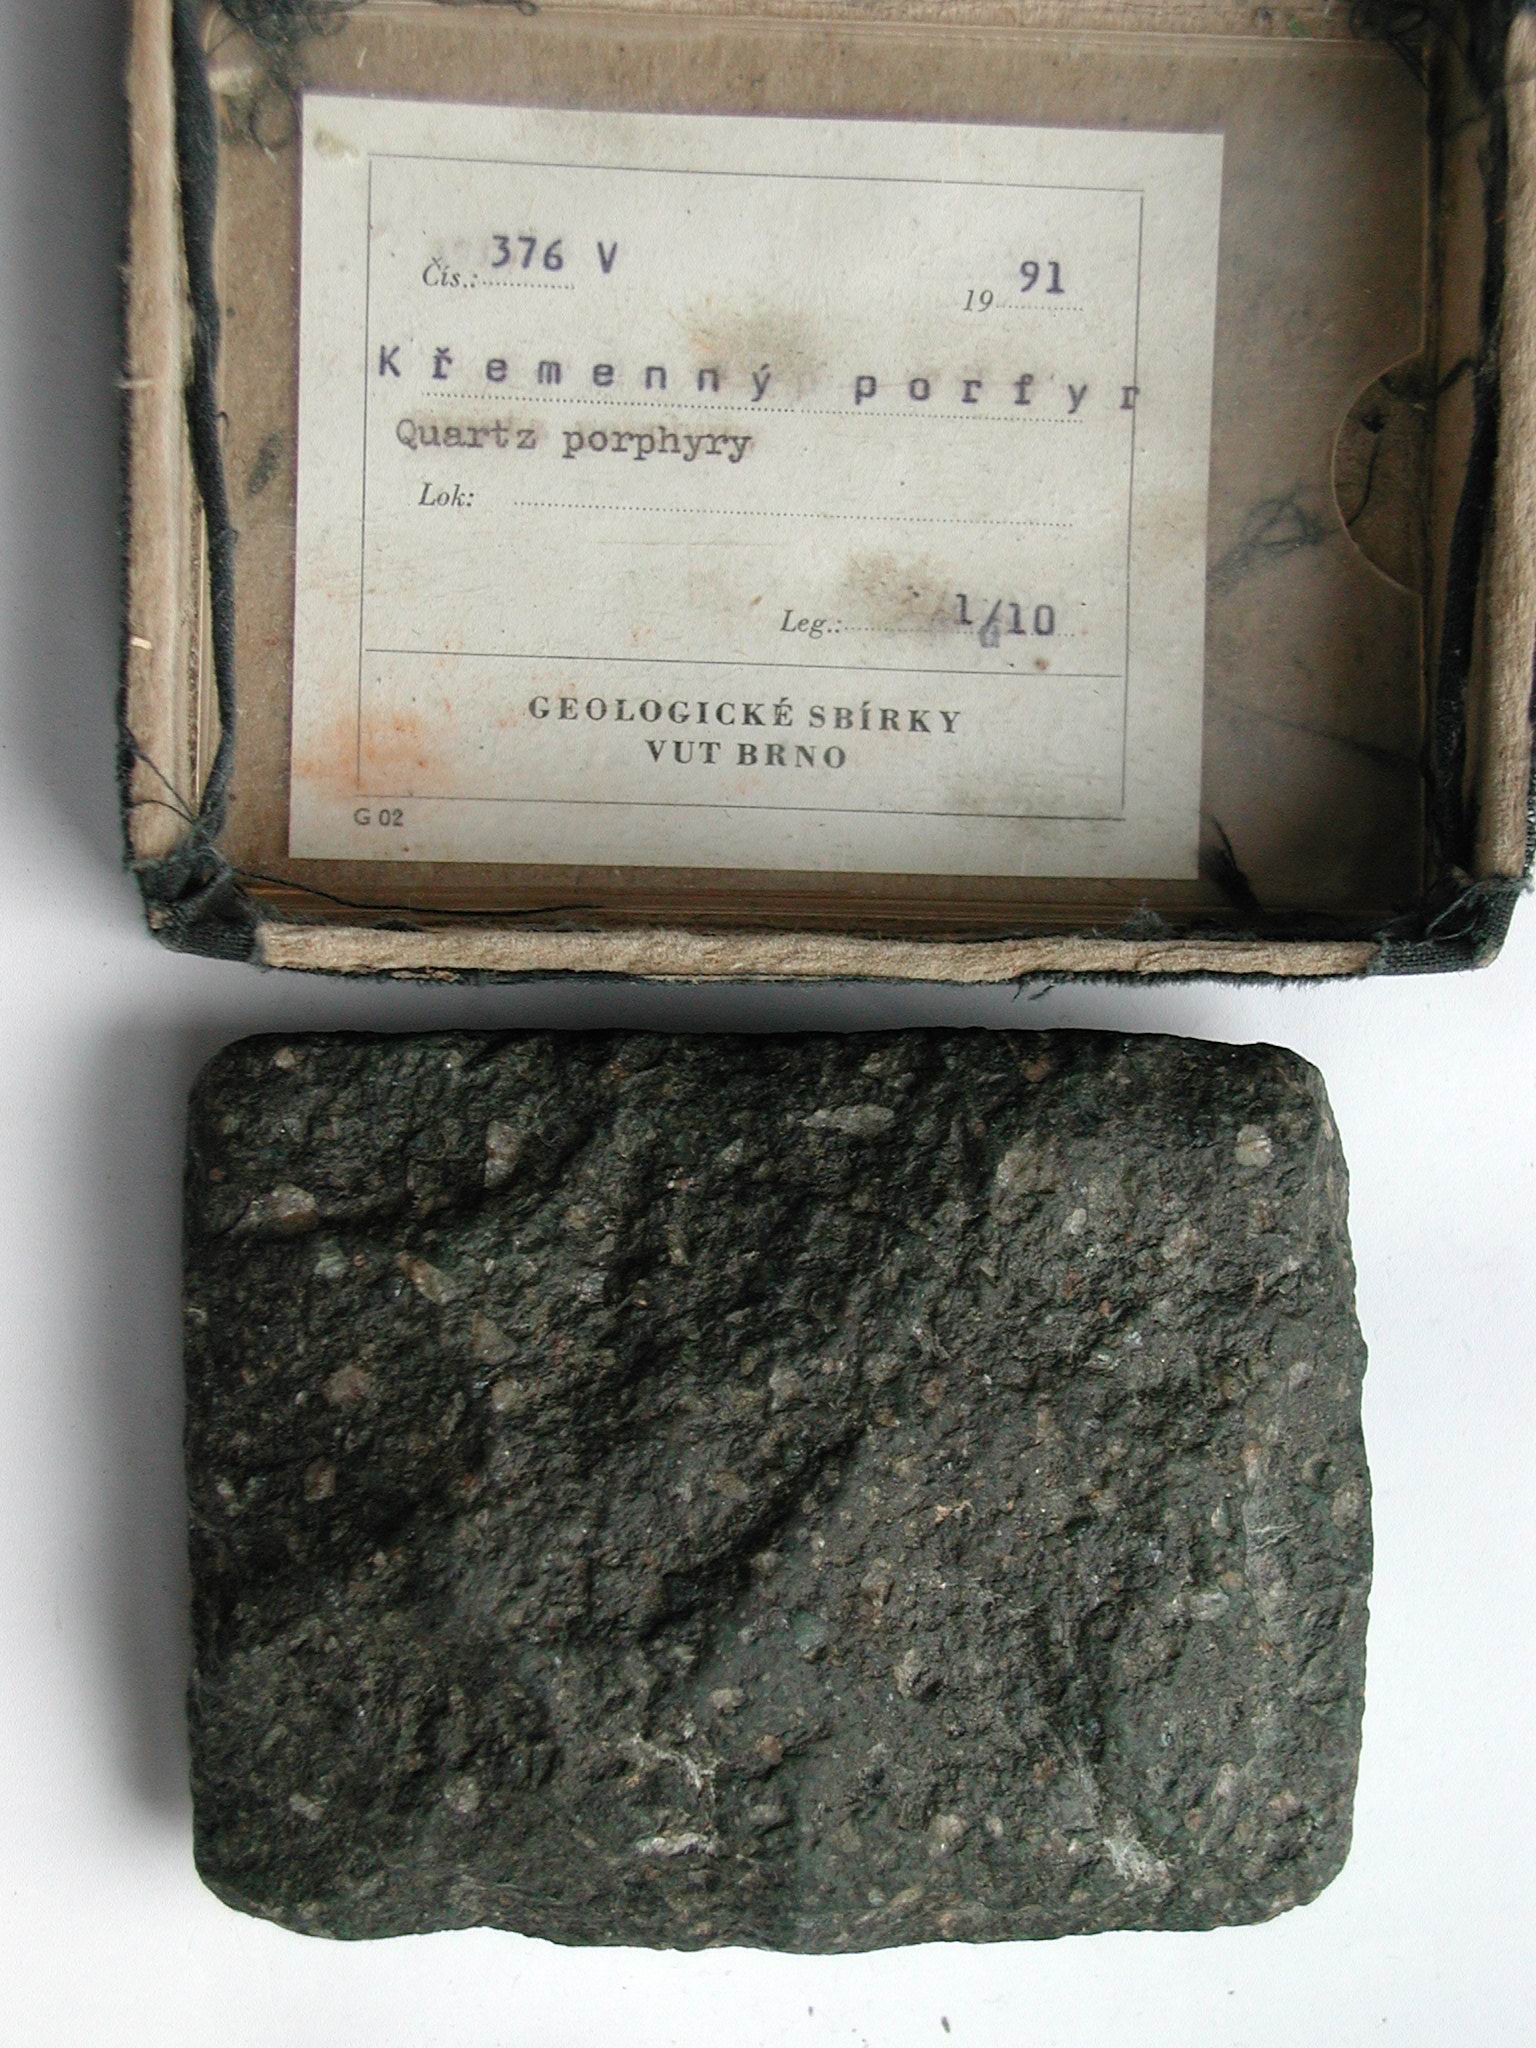 Čís.: 376 V
19 91
Křemenný porfyr
Quartz porphyry
Lok:
Leg.: 1/10
GEOLOGICKÉ SBÍRKY
VUT BRNO
G 02